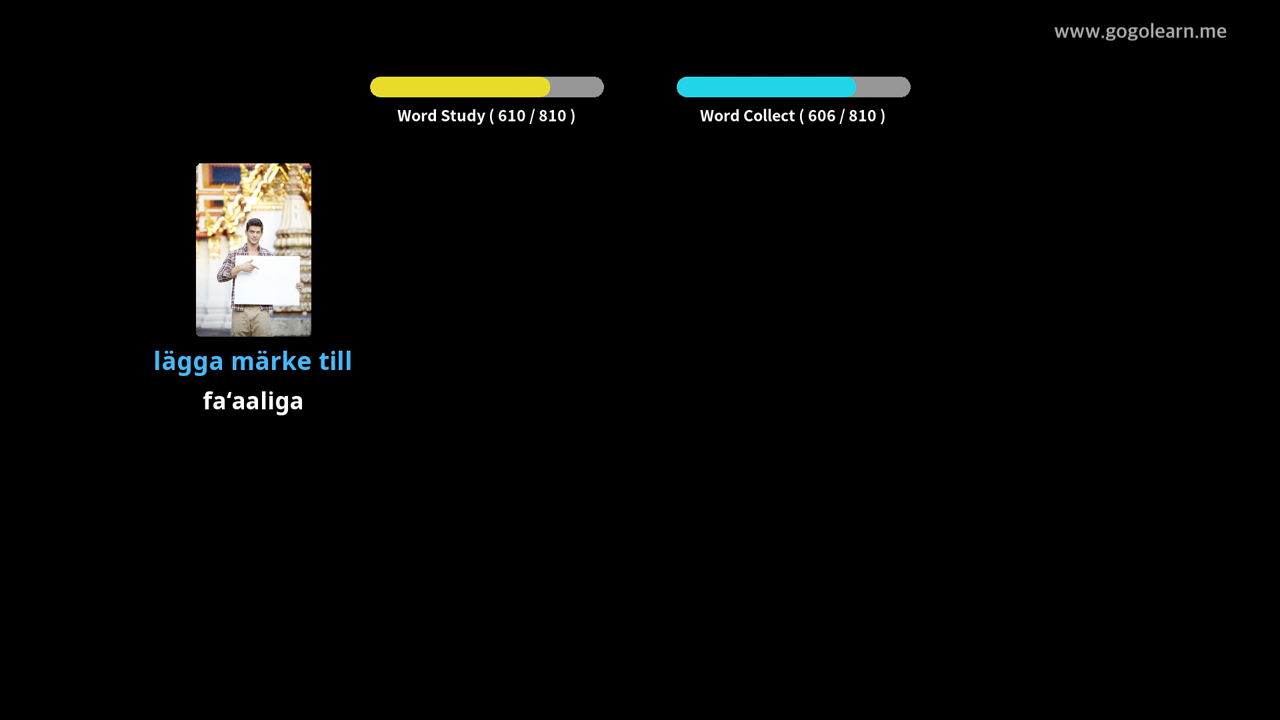 www.gogolearn.me
Word Study ( 610 / 810 )
Word Collect ( 606 / 810 )
lägga märke till
fa‘aaliga